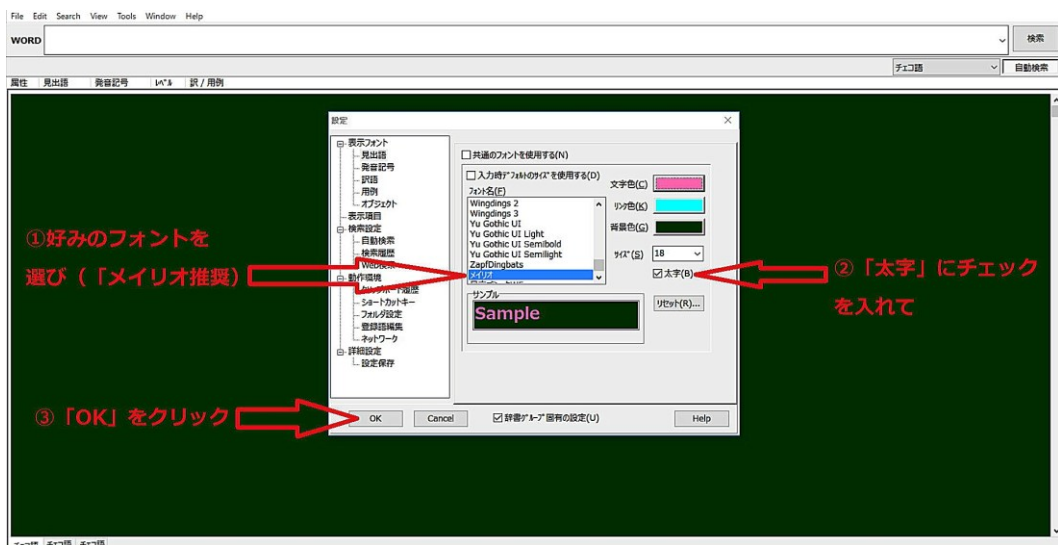 File Edit Search View Tools Window Help
WORD
検索
チェコ語
自動検索
属性 見出語 発音記号 ﾚﾍﾞﾙ 訳 / 用例
設定
表示フォント
見出語
発音記号
訳語
用例
オブジェクト
表示項目
検索設定
自動検索
検索履歴
Web検索
動作環境
クリップボード履歴
ショートカットキー
フォルダ設定
登録語編集
ネットワーク
詳細設定
設定保存
共通のフォントを使用する(N)
入力時ﾃﾞﾌｫﾙﾄのｻｲｽﾞを使用する(D)
ﾌｫﾝﾄ名(F)
Wingdings 2
Wingdings 3
Yu Gothic UI
Yu Gothic UI Light
Yu Gothic UI Semibold
Yu Gothic UI Semilight
ZapfDingbats
メイリオ
文字色(C)
ﾘﾝｸ色(K)
背景色(G)
ｻｲｽﾞ(S) 18
太字(B)
サンプル
Sample
ﾘｾｯﾄ(R)...
OK Cancel 辞書ｸﾞﾙｰﾌﾟ固有の設定(U) Help
①好みのフォントを
選び（「メイリオ推奨）
②「太字」にチェック
を入れて
③「OK」をクリック
チェコ語 チェコ語 チェコ語